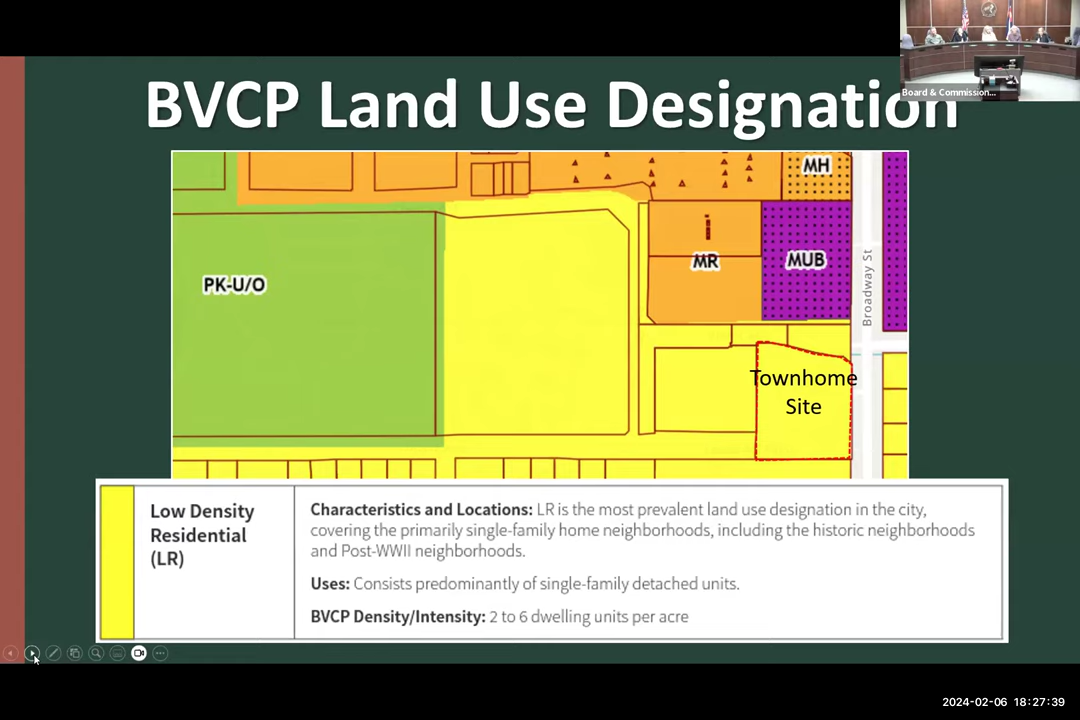 BVCP Land Use Designation
Board & Commission...
MH
PK-U/O
i
MR
MUB
Broadway St
Townhome
Site
Low Density
Residential
(LR)
Characteristics and Locations: LR is the most prevalent land use designation in the city,
covering the primarily single-family home neighborhoods, including the historic neighborhoods
and Post-WWII neighborhoods.
Uses: Consists predominantly of single-family detached units.
BVCP Density/Intensity: 2 to 6 dwelling units per acre
2024-02-06 18:27:39